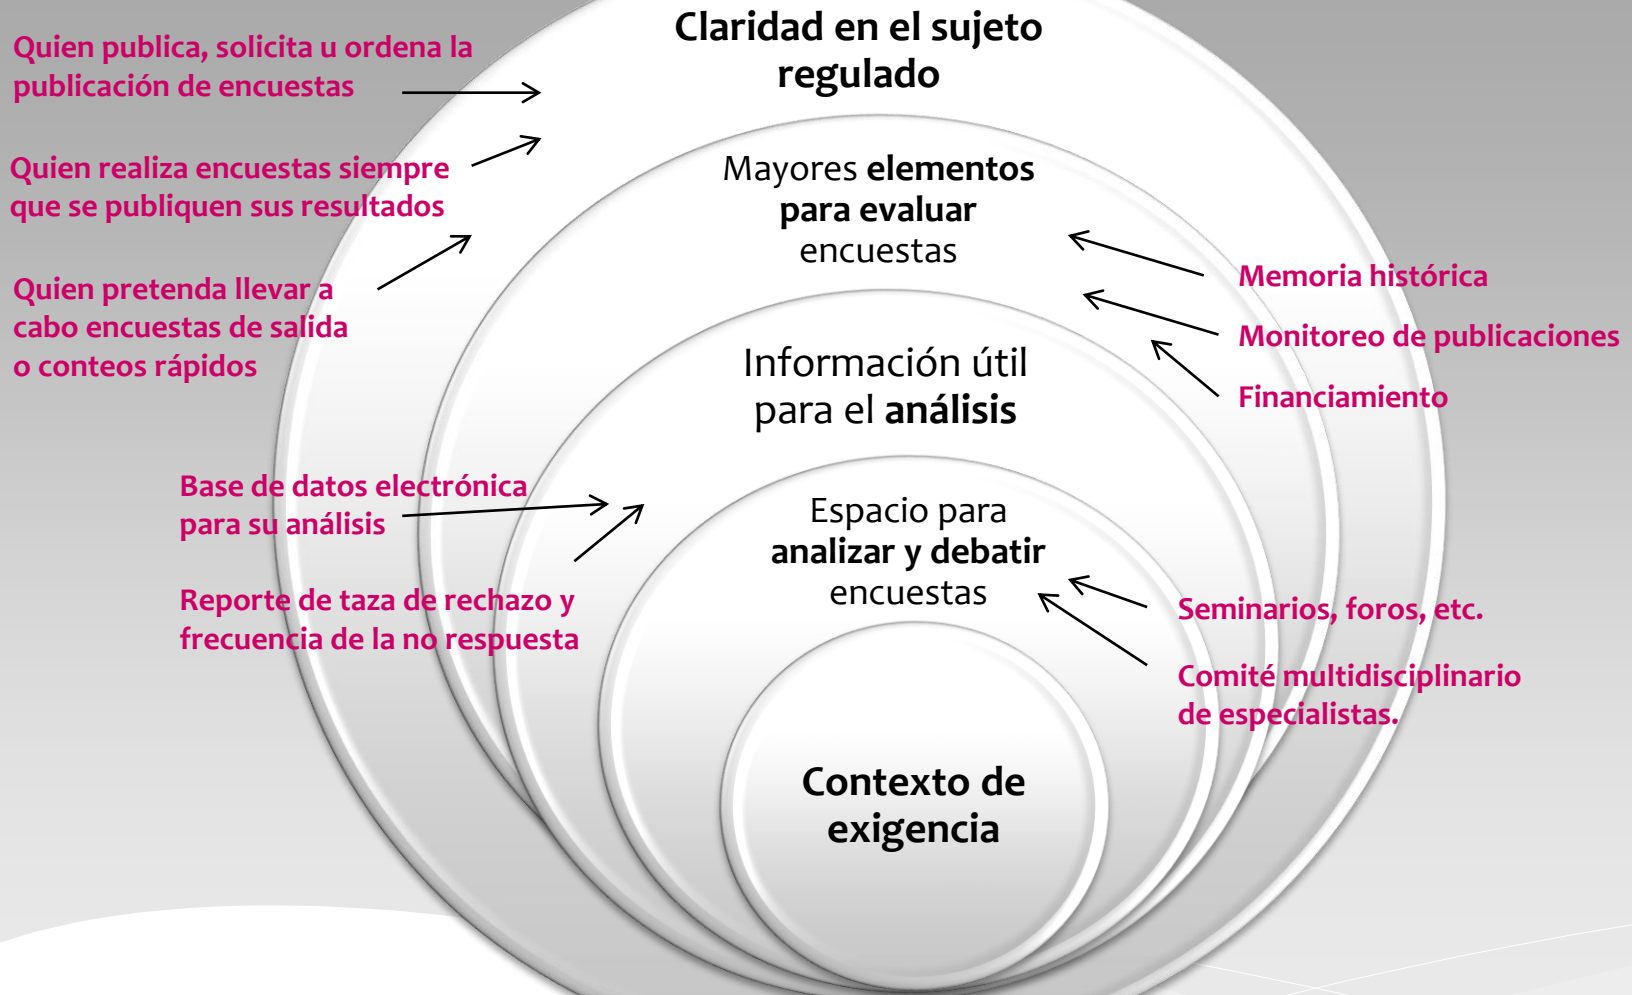 Claridad en el sujeto
regulado
Quien publica, solicita u ordena la
publicación de encuestas
Quien realiza encuestas siempre
que se publiquen sus resultados
Quien pretenda llevar a
cabo encuestas de salida
o conteos rápidos
Mayores elementos
para evaluar
encuestas
Memoria histórica
Monitoreo de publicaciones
Financiamiento
Información útil
para el análisis
Base de datos electrónica
para su análisis
Reporte de taza de rechazo y
frecuencia de la no respuesta
Espacio para
analizar y debatir
encuestas
Seminarios, foros, etc.
Comité multidisciplinario
de especialistas.
Contexto de
exigencia